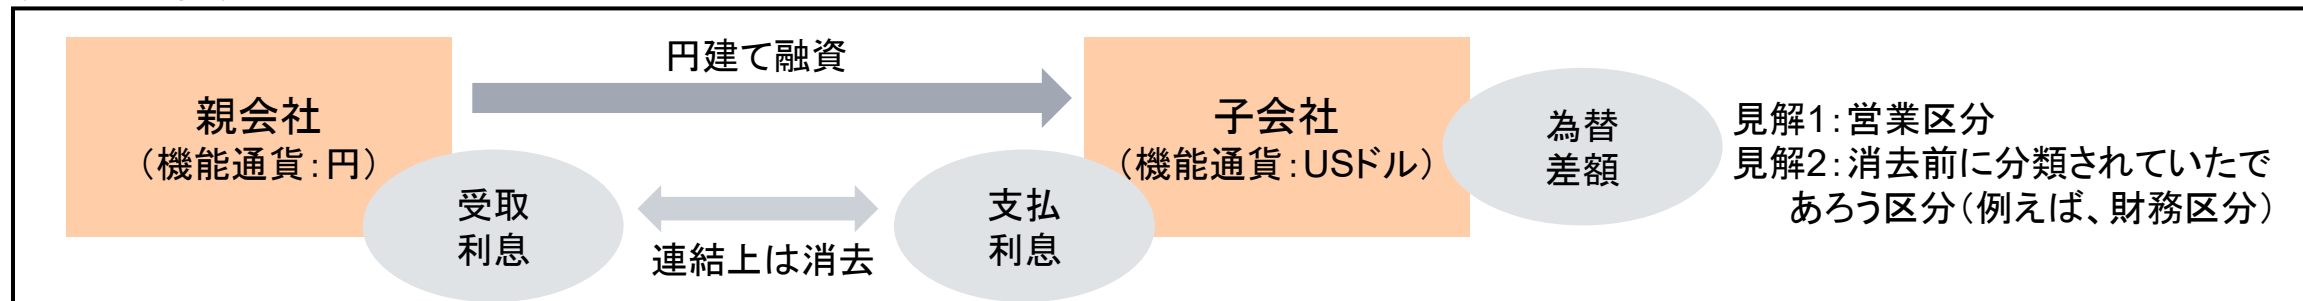 円建て融資
親会社
（機能通貨：円）
子会社
（機能通貨：USドル）
受取
利息
支払
利息
連結上は消去
為替
差額
見解1：営業区分
見解2：消去前に分類されていたで
あろう区分（例えば、財務区分）